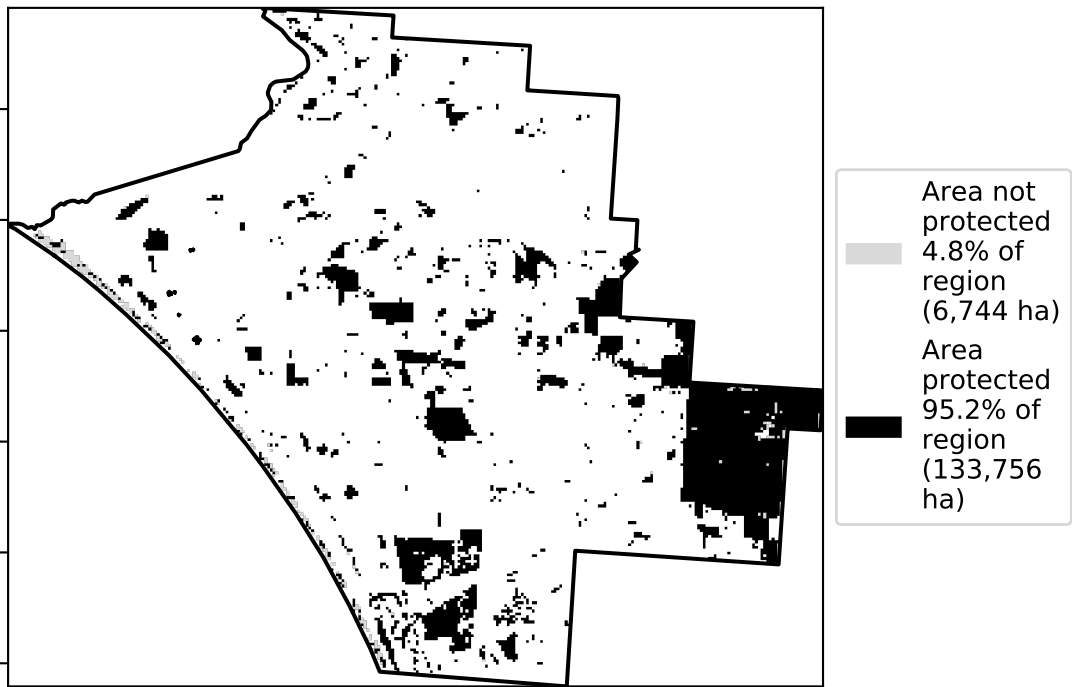 Area not
protected
4.8% of
region
(6,744 ha)
Area
protected
95.2% of
region
(133,756
ha)